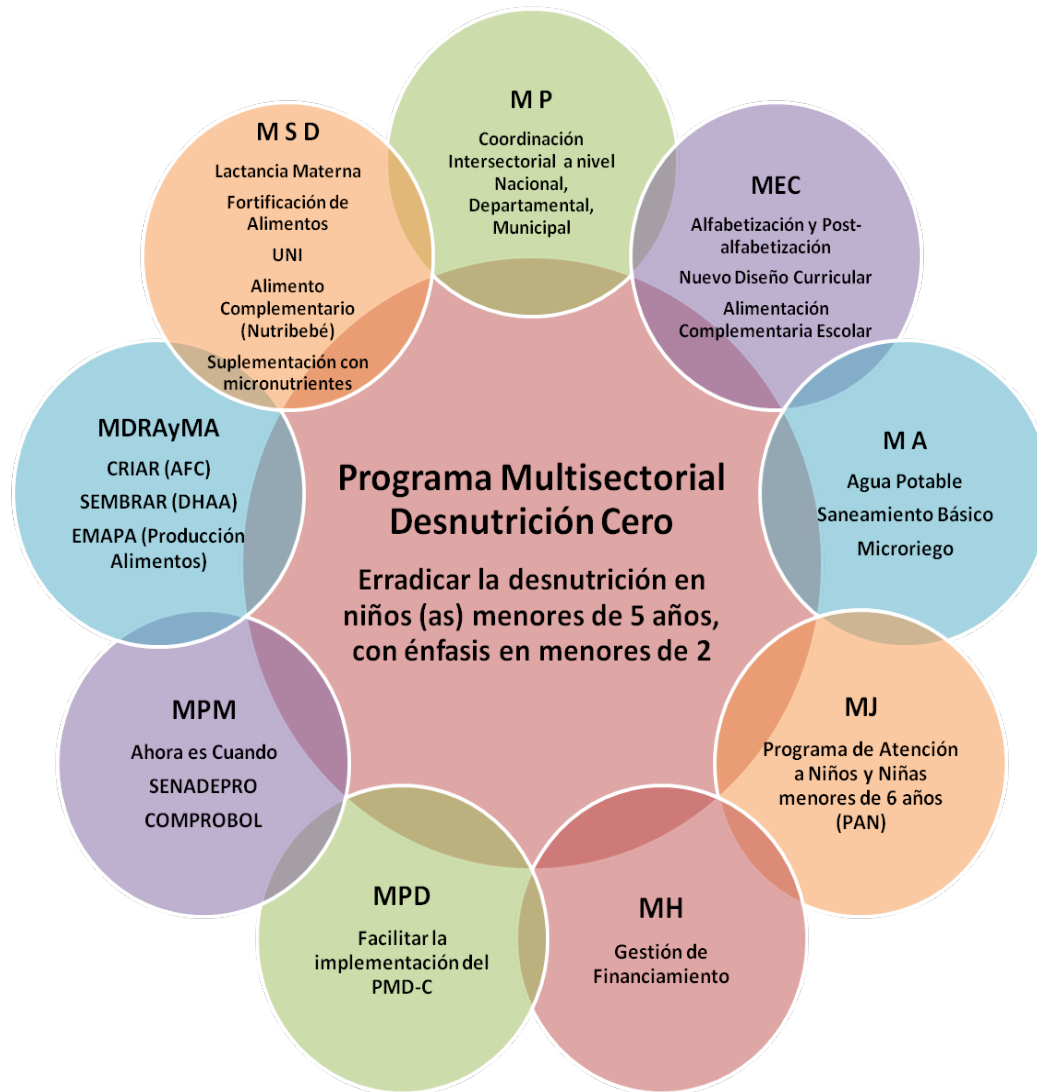 M P
Coordinación
Intersectorial a nivel
Nacional,
Departamental,
Municipal
MEC
Alfabetización y Post-
alfabetización
Nuevo Diseño Curricular
Alimentación
Complementaria Escolar
M A
Agua Potable
Saneamiento Básico
Microriego
MJ
Programa de Atención
a Niños y Niñas
menores de 6 años
(PAN)
MH
Gestión de
Financiamiento
MPD
Facilitar la
implementación del
PMD-C
MPM
Ahora es Cuando
SENADEPRO
COMPROBOL
MDRAyMA
CRIAR (AFC)
SEMBRAR (DHAA)
EMAPA (Producción
Alimentos)
M S D
Lactancia Materna
Fortificación de
Alimentos
UNI
Alimento
Complementario
(Nutribebé)
Suplementación con
micronutrientes
Programa Multisectorial
Desnutrición Cero
Erradicar la desnutrición en
niños (as) menores de 5 años,
con énfasis en menores de 2